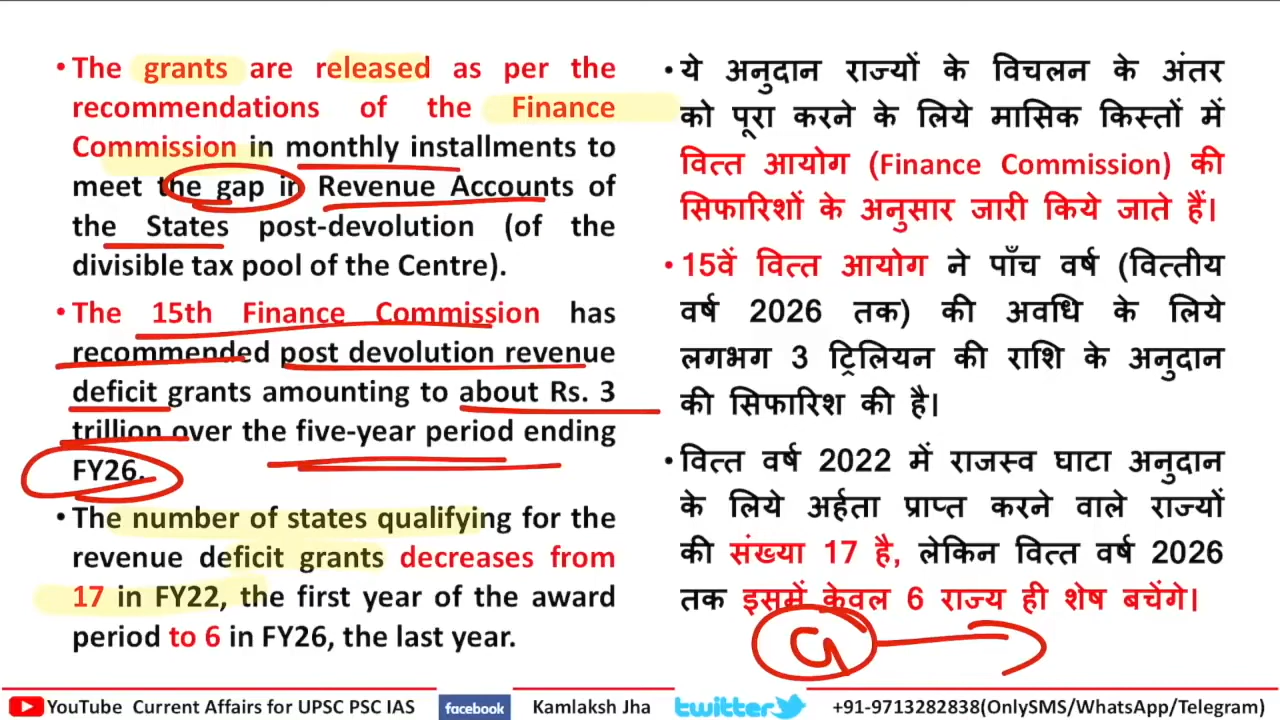 • The grants are released as per the
recommendations of the Finance
Commission in monthly installments to
meet the gap in Revenue Accounts of
the States post-devolution (of the
divisible tax pool of the Centre).
• The 15th Finance Commission has
recommended post devolution revenue
deficit grants amounting to about Rs. 3
trillion over the five-year period ending
FY26.
• The number of states qualifying for the
revenue deficit grants decreases from
17 in FY22, the first year of the award
period to 6 in FY26, the last year.
• ये अनुदान राज्यों के विचलन के अंतर
को पूरा करने के लिये मासिक किस्तों में
वित्त आयोग (Finance Commission) की
सिफारिशों के अनुसार जारी किये जाते हैं।
• 15वें वित्त आयोग ने पाँच वर्ष (वित्तीय
वर्ष 2026 तक) की अवधि के लिये
लगभग 3 ट्रिलियन की राशि के अनुदान
की सिफारिश की है।
• वित्त वर्ष 2022 में राजस्व घाटा अनुदान
के लिये अर्हता प्राप्त करने वाले राज्यों
की संख्या 17 है, लेकिन वित्त वर्ष 2026
तक इसमें केवल 6 राज्य ही शेष बचेंगे।
YouTube Current Affairs for UPSC PSC IAS facebook Kamlaksh Jha twitter +91-9713282838(OnlySMS/WhatsApp/Telegram)